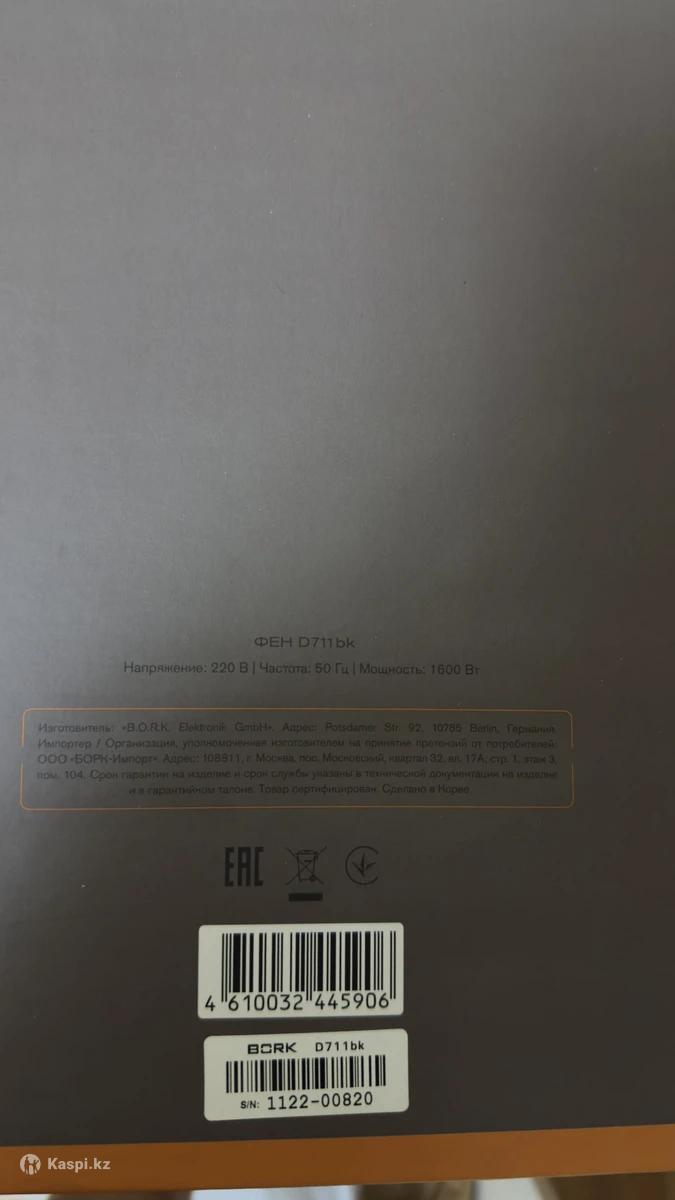 ФЕН D711bk
Напряжение: 220 В | Частота: 50 Гц | Мощность: 1600 Вт
Изготовитель: «B.O.R.K. Elektronik GmbH». Адрес: Potsdamer Str. 92, 10785 Berlin, Германия.
Импортер / Организация, уполномоченная изготовителем на принятие претензий от потребителей:
ООО «БОРК-Импорт». Адрес: 108811, г. Москва, пос. Московский, квартал 32, вл. 17А, стр. 1, этаж 3,
пом. 104. Срок гарантии на изделие и срок службы указаны в технической документации на изделие
и в гарантийном талоне. Товар сертифицирован. Сделано в Корее.
EAC
4 610032 445906
BORK D711bk
S/N: 1122-00820
Kaspi.kz